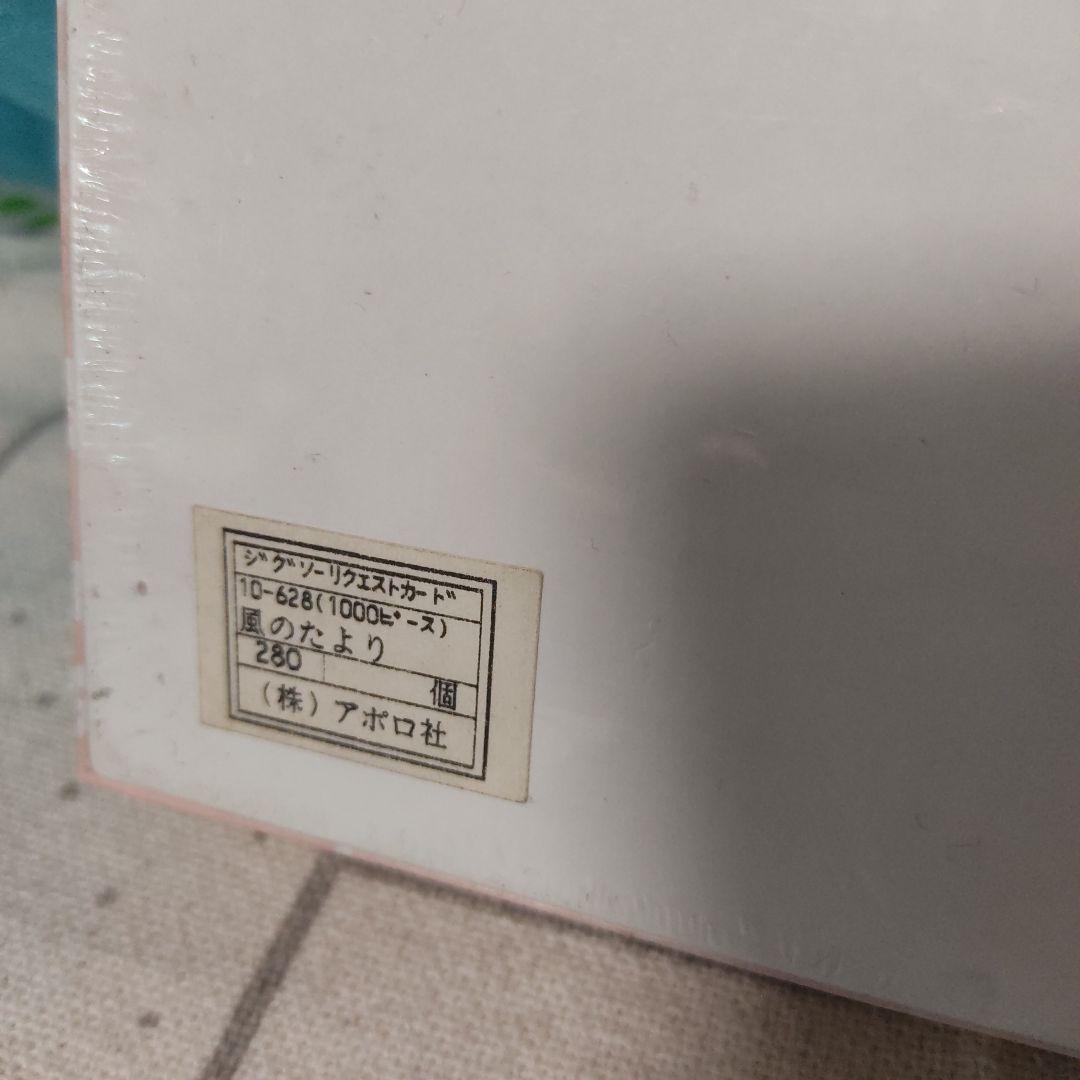 ジグソーリクエストカード
10-628(1000ピース)
風のたより
280 個
(株)アポロ社